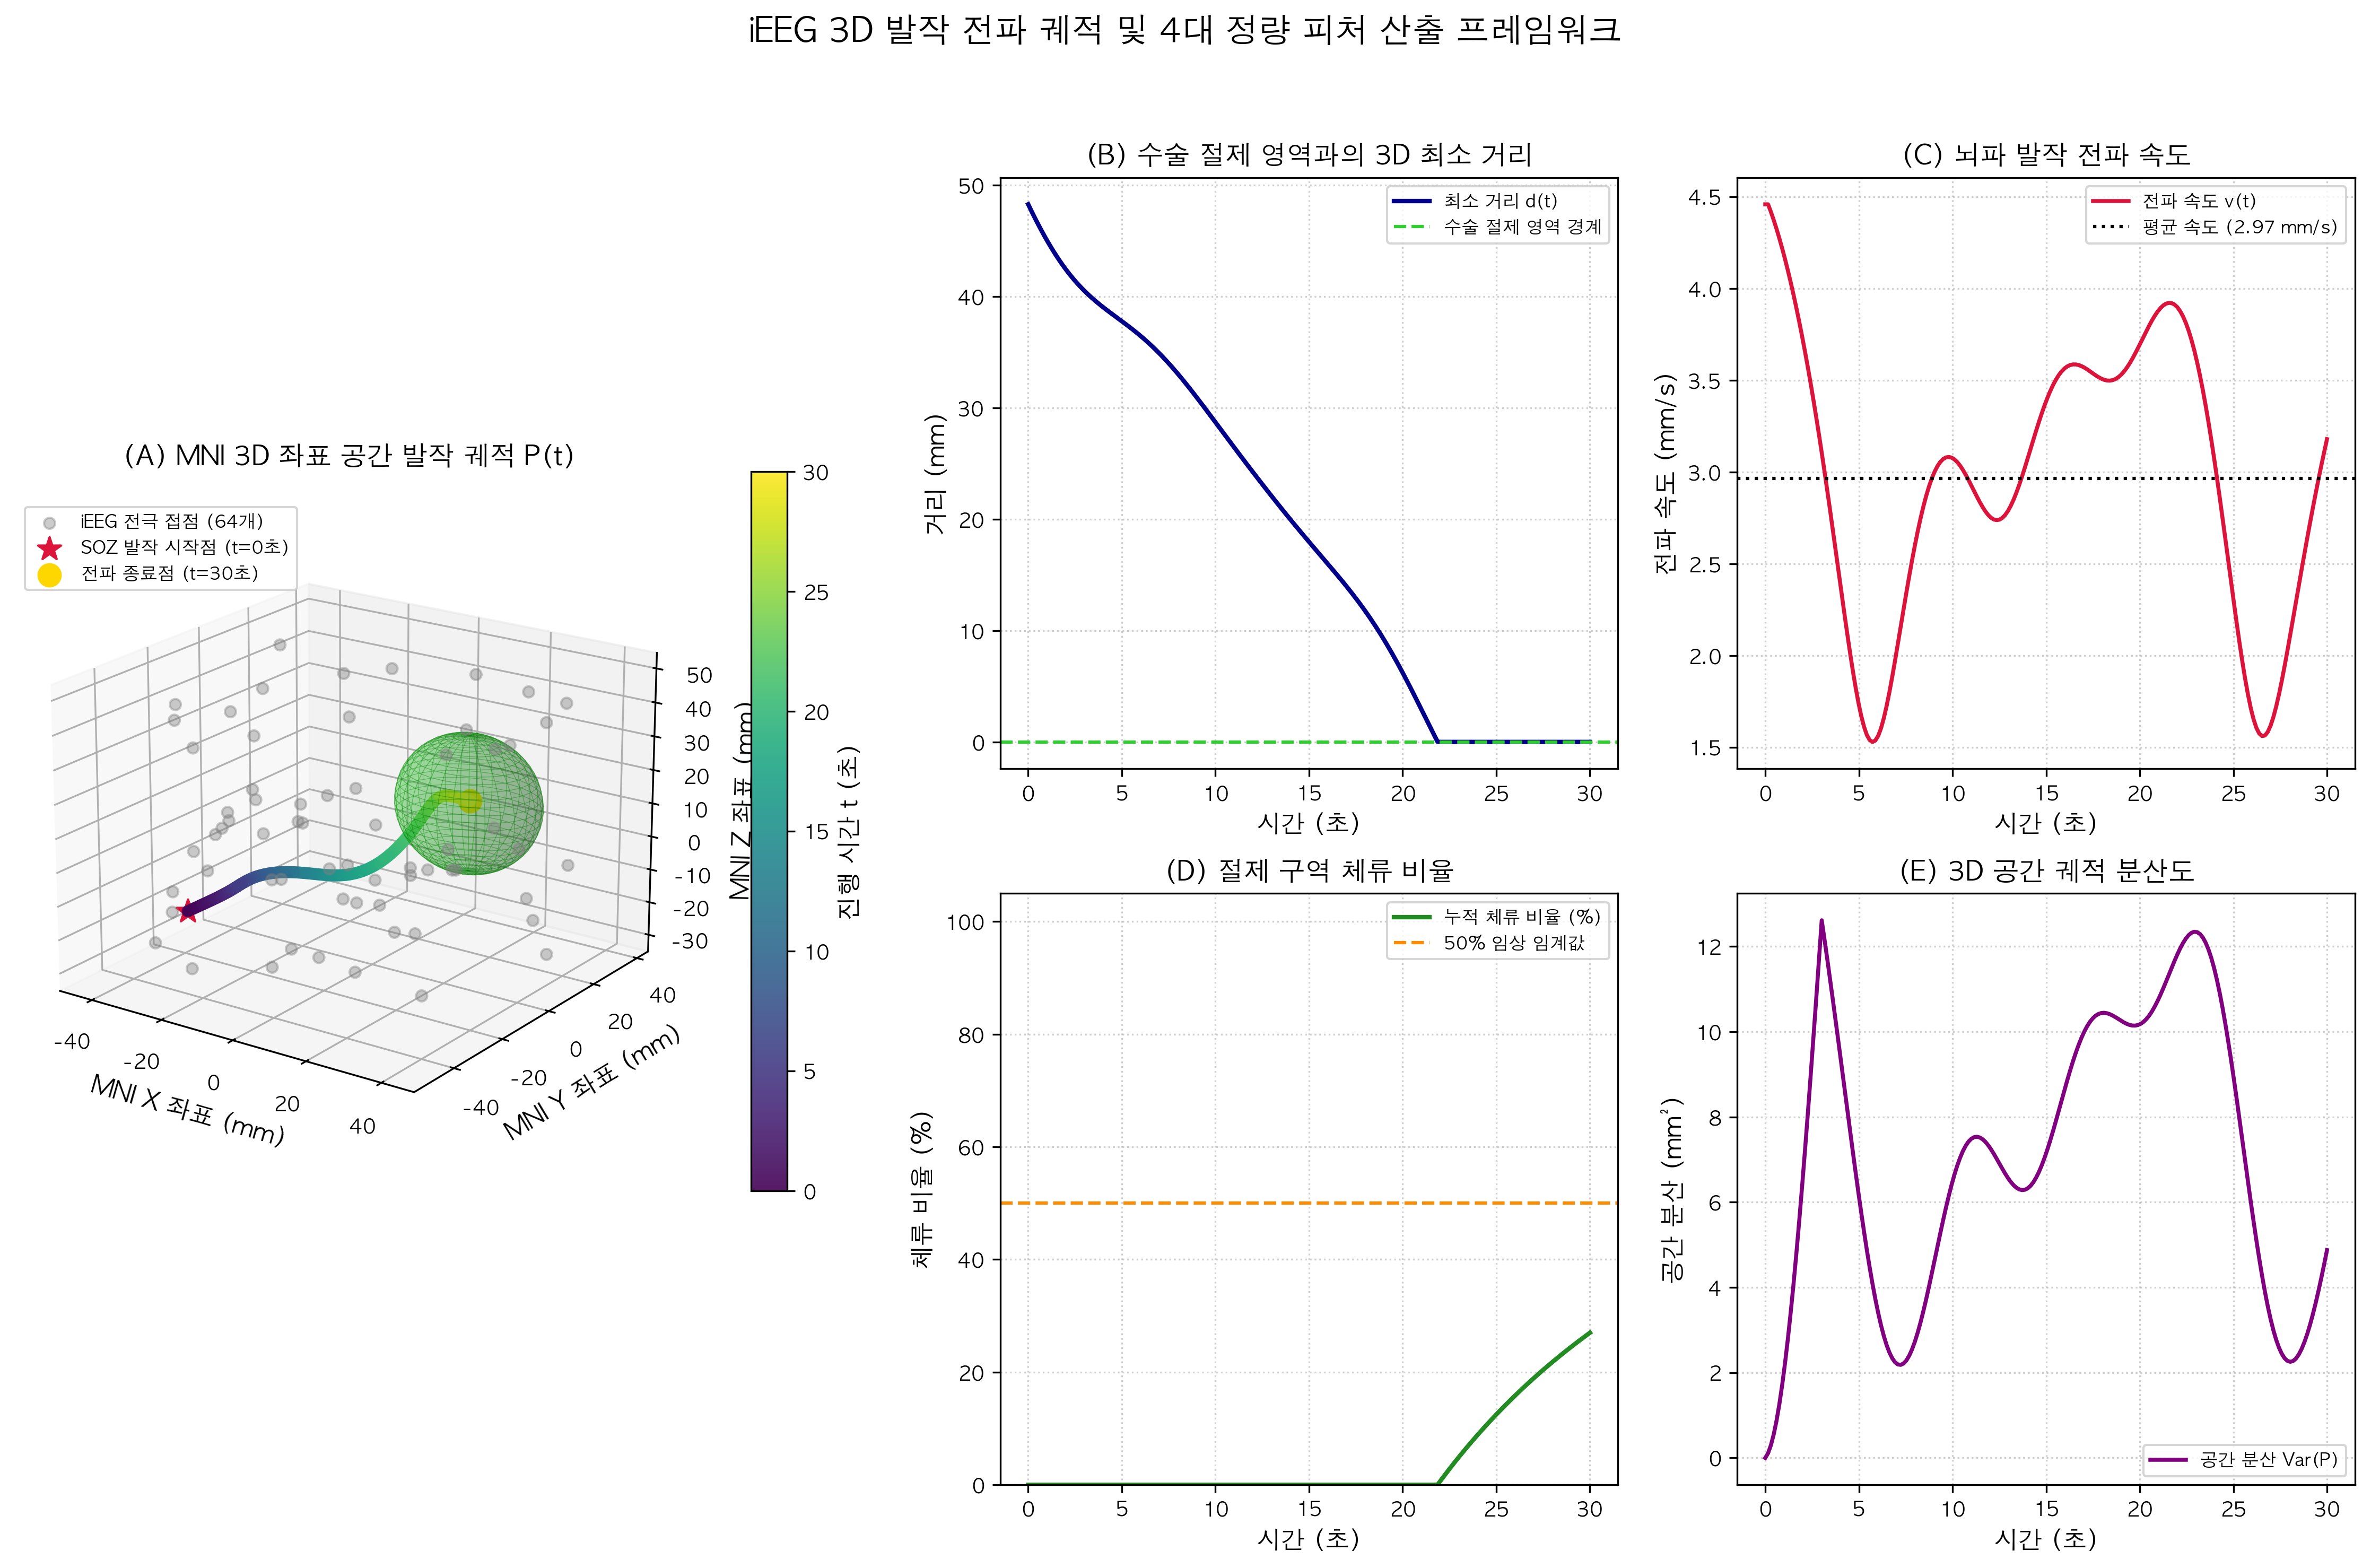 iEEG 3D 발작 전파 궤적 및 4대 정량 피처 산출 프레임워크
(A) MNI 3D 좌표 공간 발작 궤적 P(t)
iEEG 전극 접점 (64개)
SOZ 발작 시작점 (t=0초)
전파 종료점 (t=30초)
50
40
30
20
10
0
-10
-20
-30
MNI Z 좌표 (mm)
-40
-20
0
20
40
MNI X 좌표 (mm)
-40
-20
0
20
40
MNI Y 좌표 (mm)
30
25
20
15
10
5
0
진행 시간 t (초)
(B) 수술 절제 영역과의 3D 최소 거리
최소 거리 d(t)
수술 절제 영역 경계
50
40
30
20
10
0
거리 (mm)
0 5 10 15 20 25 30
시간 (초)
(C) 뇌파 발작 전파 속도
전파 속도 v(t)
평균 속도 (2.97 mm/s)
4.5
4.0
3.5
3.0
2.5
2.0
1.5
전파 속도 (mm/s)
0 5 10 15 20 25 30
시간 (초)
(D) 절제 구역 체류 비율
누적 체류 비율 (%)
50% 임상 임계값
100
80
60
40
20
0
체류 비율 (%)
0 5 10 15 20 25 30
시간 (초)
(E) 3D 공간 궤적 분산도
12
10
8
6
4
2
0
공간 분산 (mm²)
공간 분산 Var(P)
0 5 10 15 20 25 30
시간 (초)